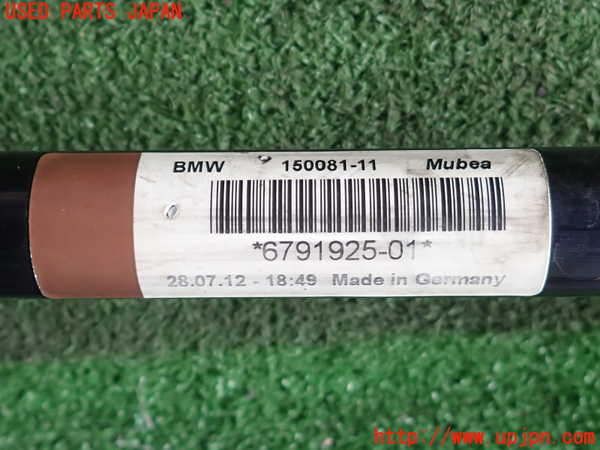 USED PARTS JAPAN
BMW 150081-11 Mubea
*6791925-01*
28.07.12 - 18:49 Made in Germany
http://www.upjpn.com/